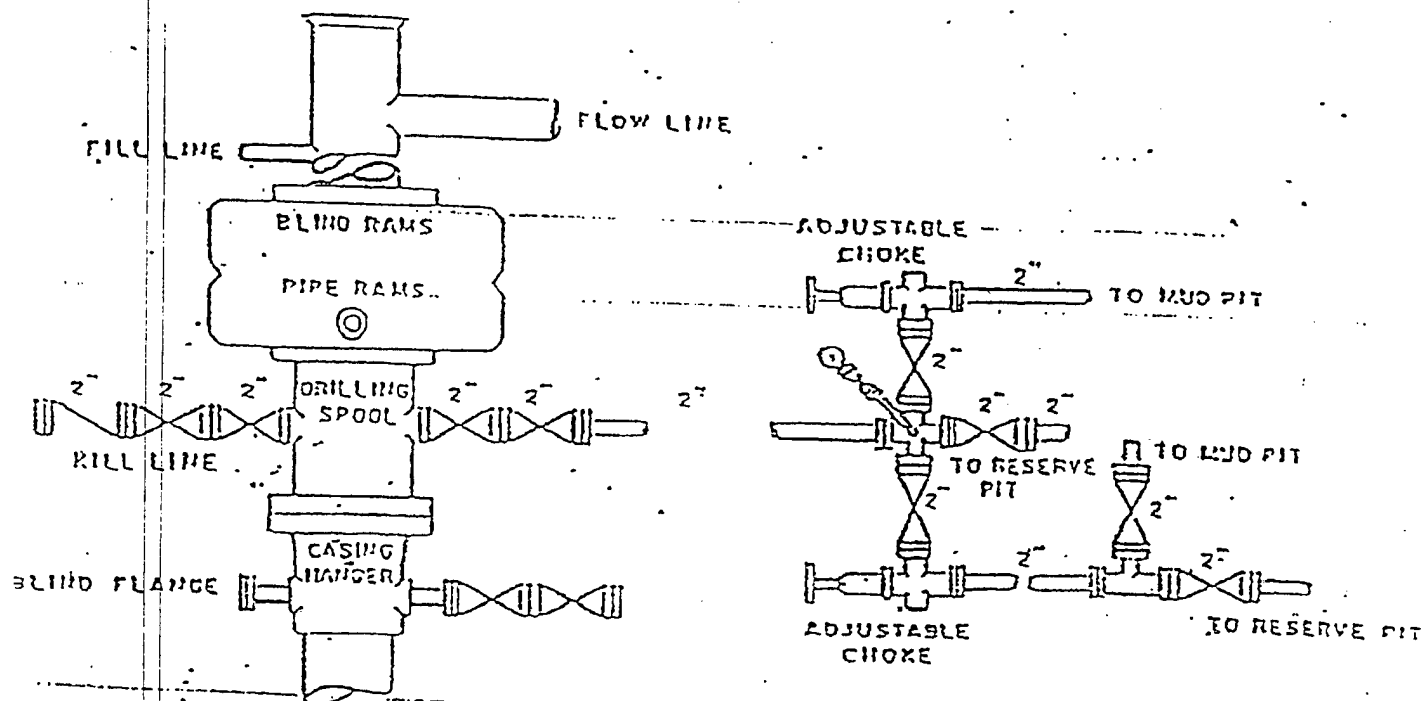 FLOW LINE
FILL LINE
BLIND RAMS
PIPE RAMS
ADJUSTABLE
CHOKE
2"
TO MUD PIT
2"
2" 2" 2"
DRILLING
SPOOL
2" 2"
2"
2" 2"
KILL LINE
TO RESERVE
PIT
TO MUD PIT
2"
2"
CASING
HANGER
BLIND FLANGE
2"
2"
ADJUSTABLE
CHOKE
TO RESERVE PIT